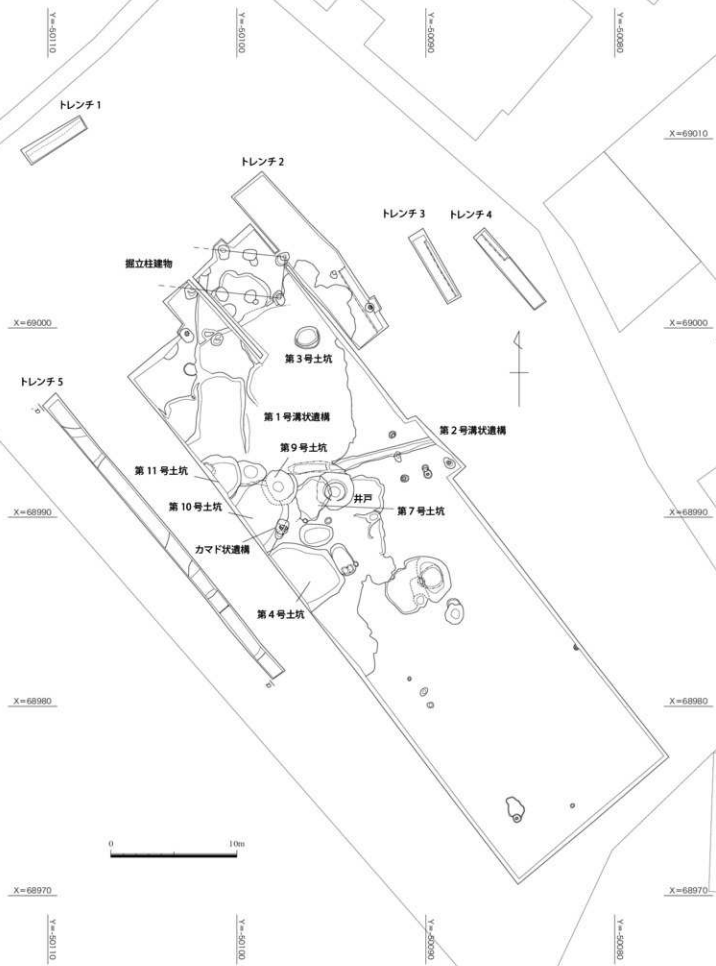 Y=-50110
Y=-50100
Y=-50090
Y=-50080
トレンチ 1
X=69010
トレンチ 2
トレンチ 3
トレンチ 4
掘立柱建物
X=69000
X=69000
第3号土坑
トレンチ 5
第1号溝状遺構
第2号溝状遺構
第9号土坑
第11号土坑
井戸
第10号土坑
第7号土坑
X=68990
X=68990
カマド状遺構
第4号土坑
X=68980
X=68980
0
10m
X=68970
X=68970
Y=-50110
Y=-50100
Y=-50090
Y=-50080